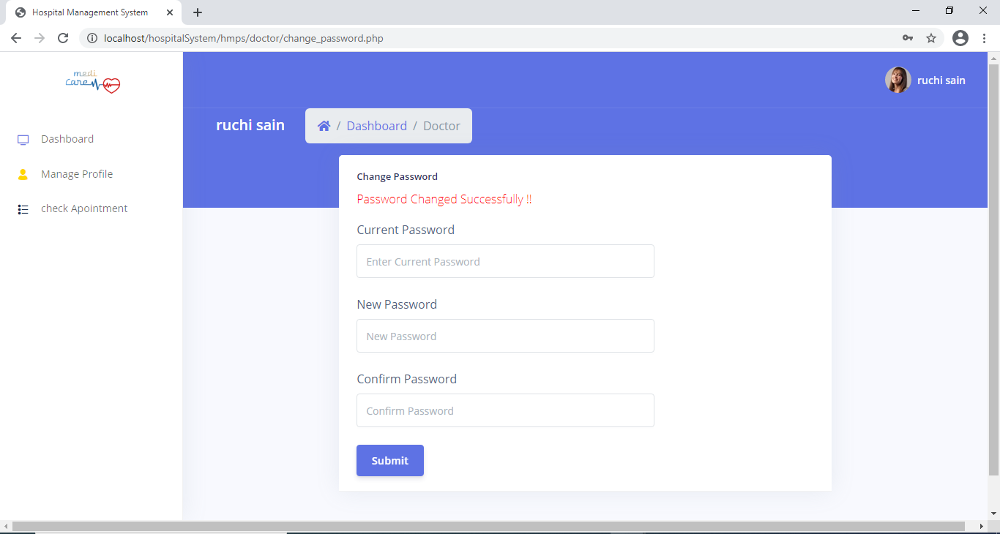 Hospital Management System
localhost/hospitalSystem/hmps/doctor/change_password.php
medi
care
ruchi sain
ruchi sain
/ Dashboard / Doctor
Dashboard
Manage Profile
check Apointment
Change Password
Password Changed Successfully !!
Current Password
Enter Current Password
New Password
New Password
Confirm Password
Confirm Password
Submit